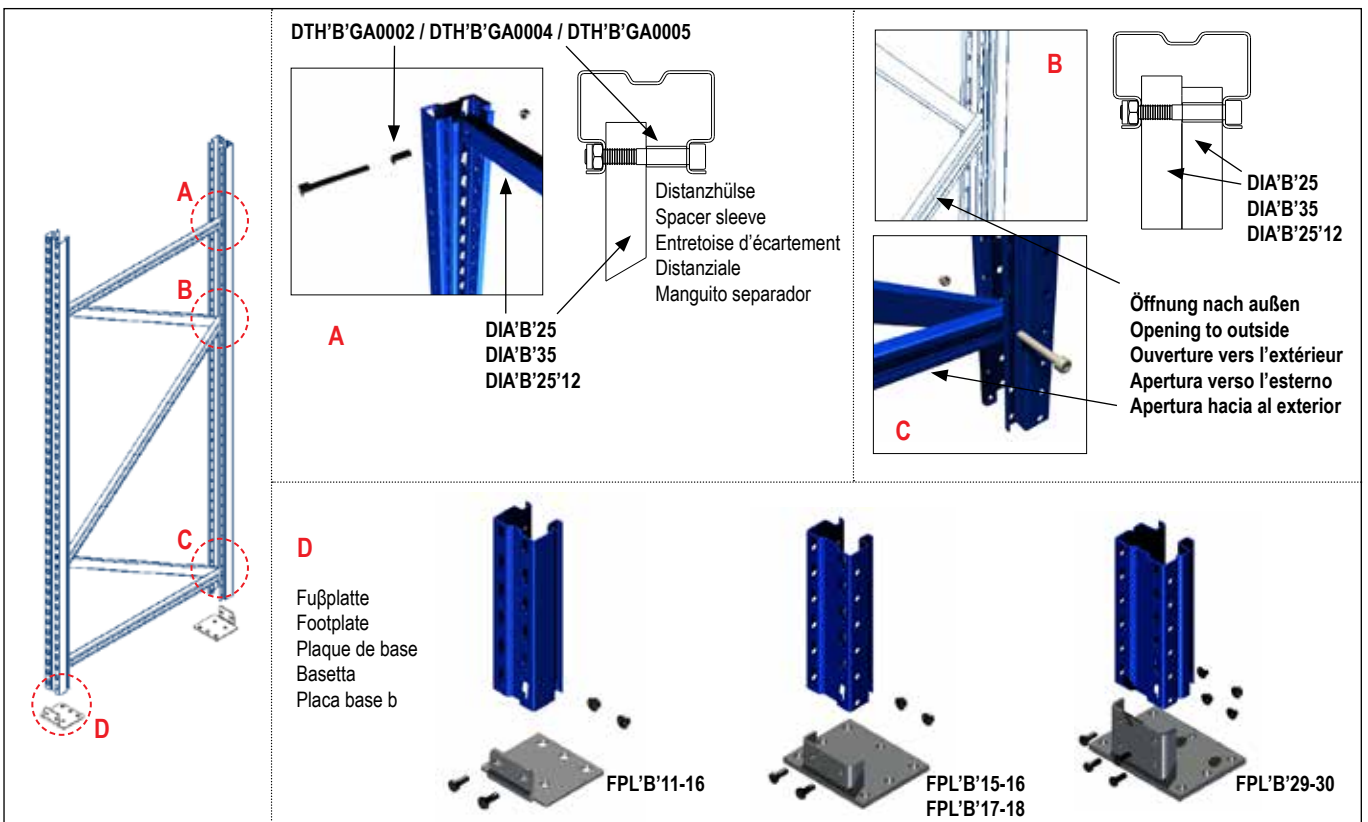 A
B
C
D
DTH'B'GA0002 / DTH'B'GA0004 / DTH'B'GA0005
Distanzhülse
Spacer sleeve
Entretoise d'écartement
Distanziale
Manguito separador
A
DIA'B'25
DIA'B'35
DIA'B'25'12
B
DIA'B'25
DIA'B'35
DIA'B'25'12
Öffnung nach außen
Opening to outside
Ouverture vers l'extérieur
Apertura verso l'esterno
Apertura hacia al exterior
C
D
Fuβplatte
Footplate
Plaque de base
Basetta
Placa base b
FPL'B'11-16
FPL'B'15-16
FPL'B'17-18
FPL'B'29-30